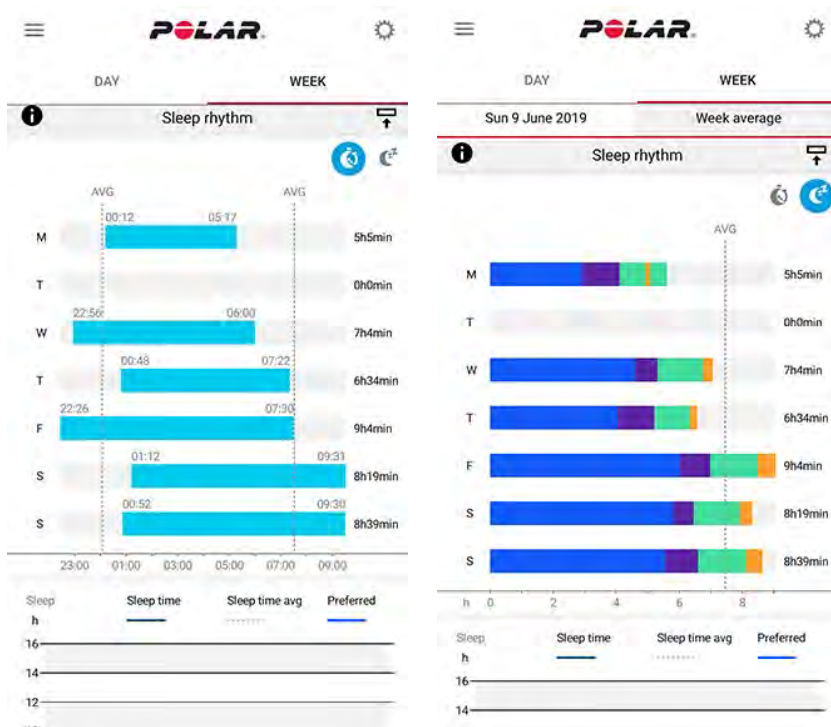 POLAR
DAY WEEK
Sleep rhythm
AVG AVG
00:12 05:17
M 5h5min
T 0h0min
22:56 06:00
W 7h4min
00:48 07:22
T 6h34min
22:26 07:30
F 9h4min
01:12 09:31
S 8h19min
00:52 09:30
S 8h39min
23:00 01:00 03:00 05:00 07:00 09:00
Sleep Sleep time Sleep time avg Preferred
h
16
14
12
POLAR
DAY WEEK
Sun 9 June 2019 Week average
Sleep rhythm
AVG
M 5h5min
T 0h0min
W 7h4min
T 6h34min
F 9h4min
S 8h19min
S 8h39min
h 0 2 4 6 8
Sleep Sleep time Sleep time avg Preferred
h
16
14